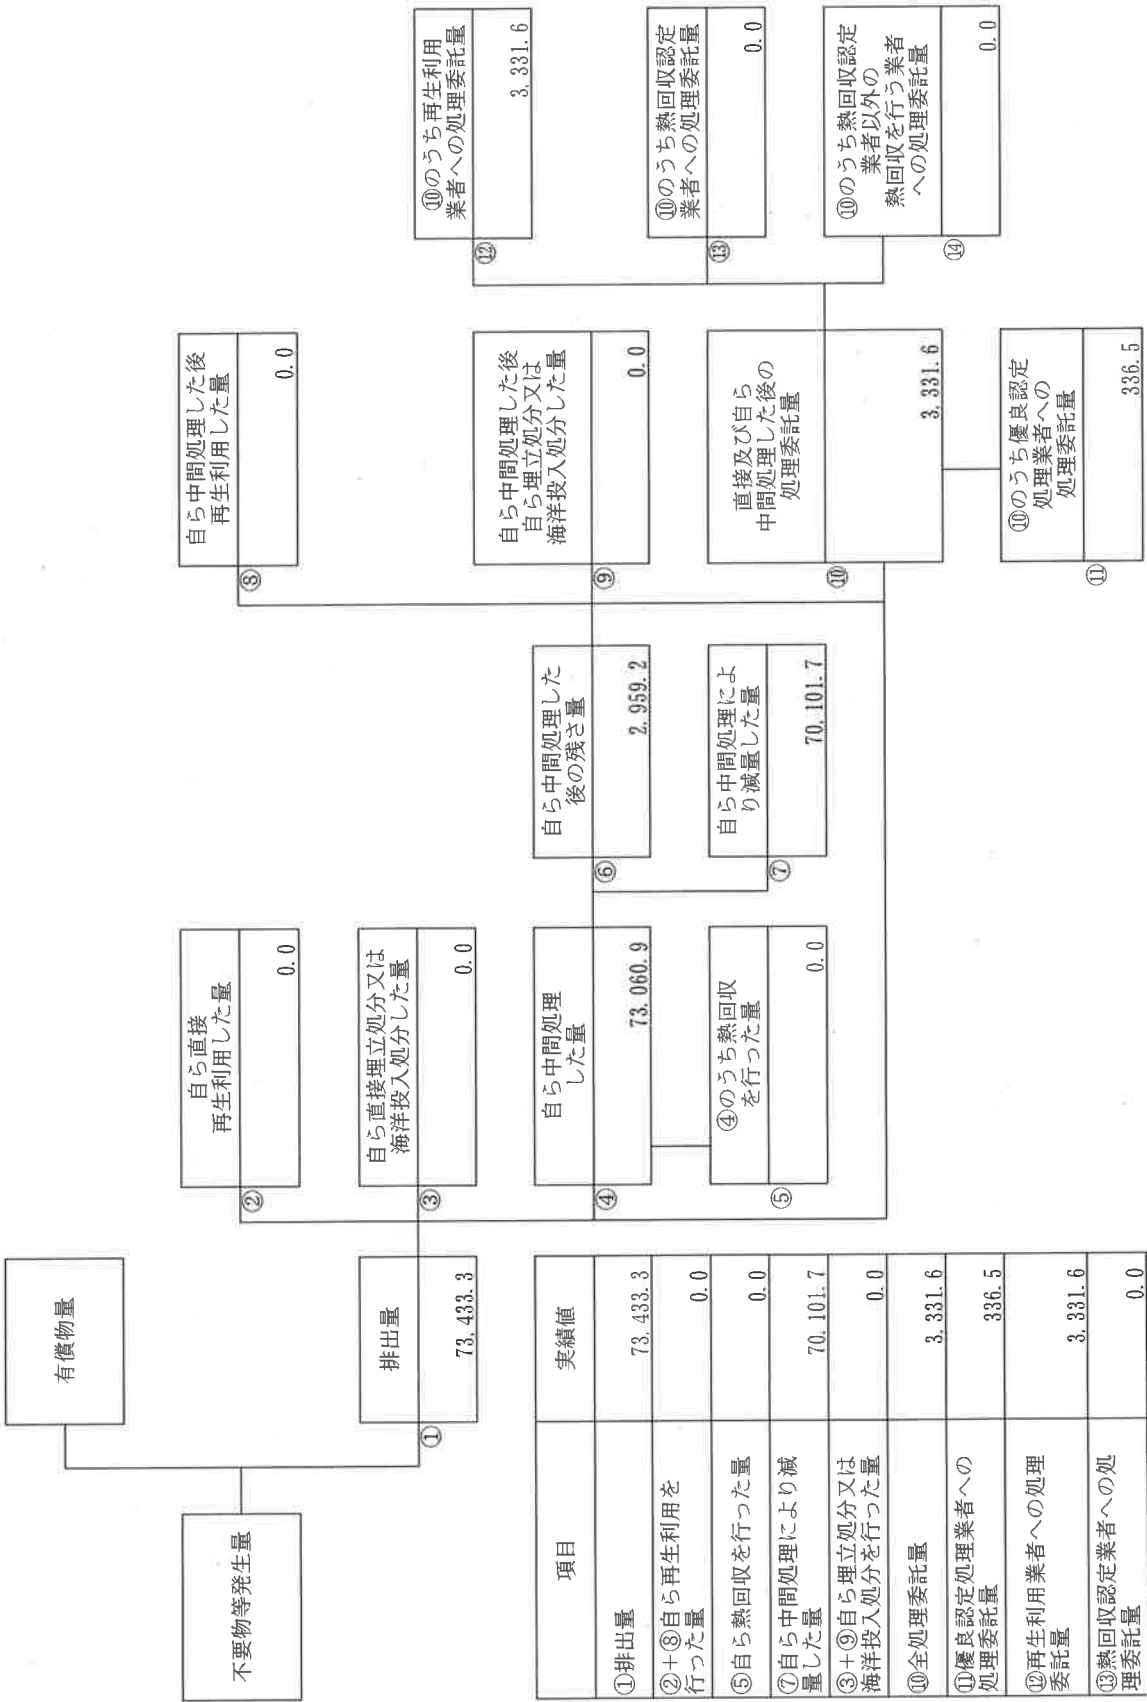 不要物等発生量
有償物量
①
排出量
73,433.3
②
自ら直接
再生利用した量
0.0
③
自ら直接埋立処分又は
海洋投入処分した量
0.0
④
自ら中間処理
した量
73,060.9
⑤
④のうち熱回収
を行った量
0.0
⑥
自ら中間処理した
後の残さ量
2,959.2
⑦
自ら中間処理によ
り減量した量
70,101.7
⑧
自ら中間処理した後
再生利用した量
0.0
⑨
自ら中間処理した後
自ら埋立処分又は
海洋投入処分した量
0.0
⑩
直接及び自ら
中間処理した後の
処理委託量
3,331.6
⑪
⑩のうち優良認定
処理業者への
処理委託量
336.5
⑫
⑩のうち再生利用
業者への処理委託量
3,331.6
⑬
⑩のうち熱回収認定
業者への処理委託量
0.0
⑭
⑩のうち熱回収認定
業者以外の
熱回収を行う業者
への処理委託量
0.0
項目 実績値
①排出量 73,433.3
②+⑧自ら再生利用を
行った量 0.0
⑤自ら熱回収を行った量 0.0
⑦自ら中間処理により減
量した量 70,101.7
③+⑨自ら埋立処分又は
海洋投入処分を行った量 0.0
⑩全処理委託量 3,331.6
⑪優良認定処理業者への
処理委託量 336.5
⑫再生利用業者への処理
委託量 3,331.6
⑬熱回収認定業者への処
理委託量 0.0